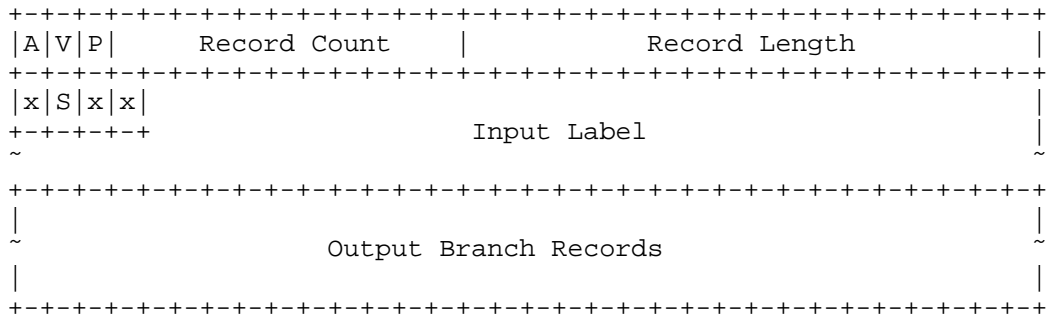 +-+-+-+-+-+-+-+-+-+-+-+-+-+-+-+-+-+-+-+-+-+-+-+-+-+-+-+-+-+-+-+-+
|A|V|P|     Record Count    |           Record Length           |
+-+-+-+-+-+-+-+-+-+-+-+-+-+-+-+-+-+-+-+-+-+-+-+-+-+-+-+-+-+-+-+-+
|x|S|x|x|                                                       |
+-+-+-+-+                    Input Label                        |
~                                                               ~
+-+-+-+-+-+-+-+-+-+-+-+-+-+-+-+-+-+-+-+-+-+-+-+-+-+-+-+-+-+-+-+-+
|                                                               |
~                   Output Branch Records                       ~
|                                                               |
+-+-+-+-+-+-+-+-+-+-+-+-+-+-+-+-+-+-+-+-+-+-+-+-+-+-+-+-+-+-+-+-+